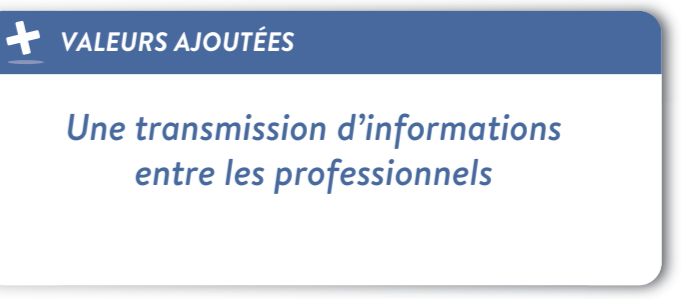 VALEURS AJOUTÉES
Une transmission d’informations
entre les professionnels